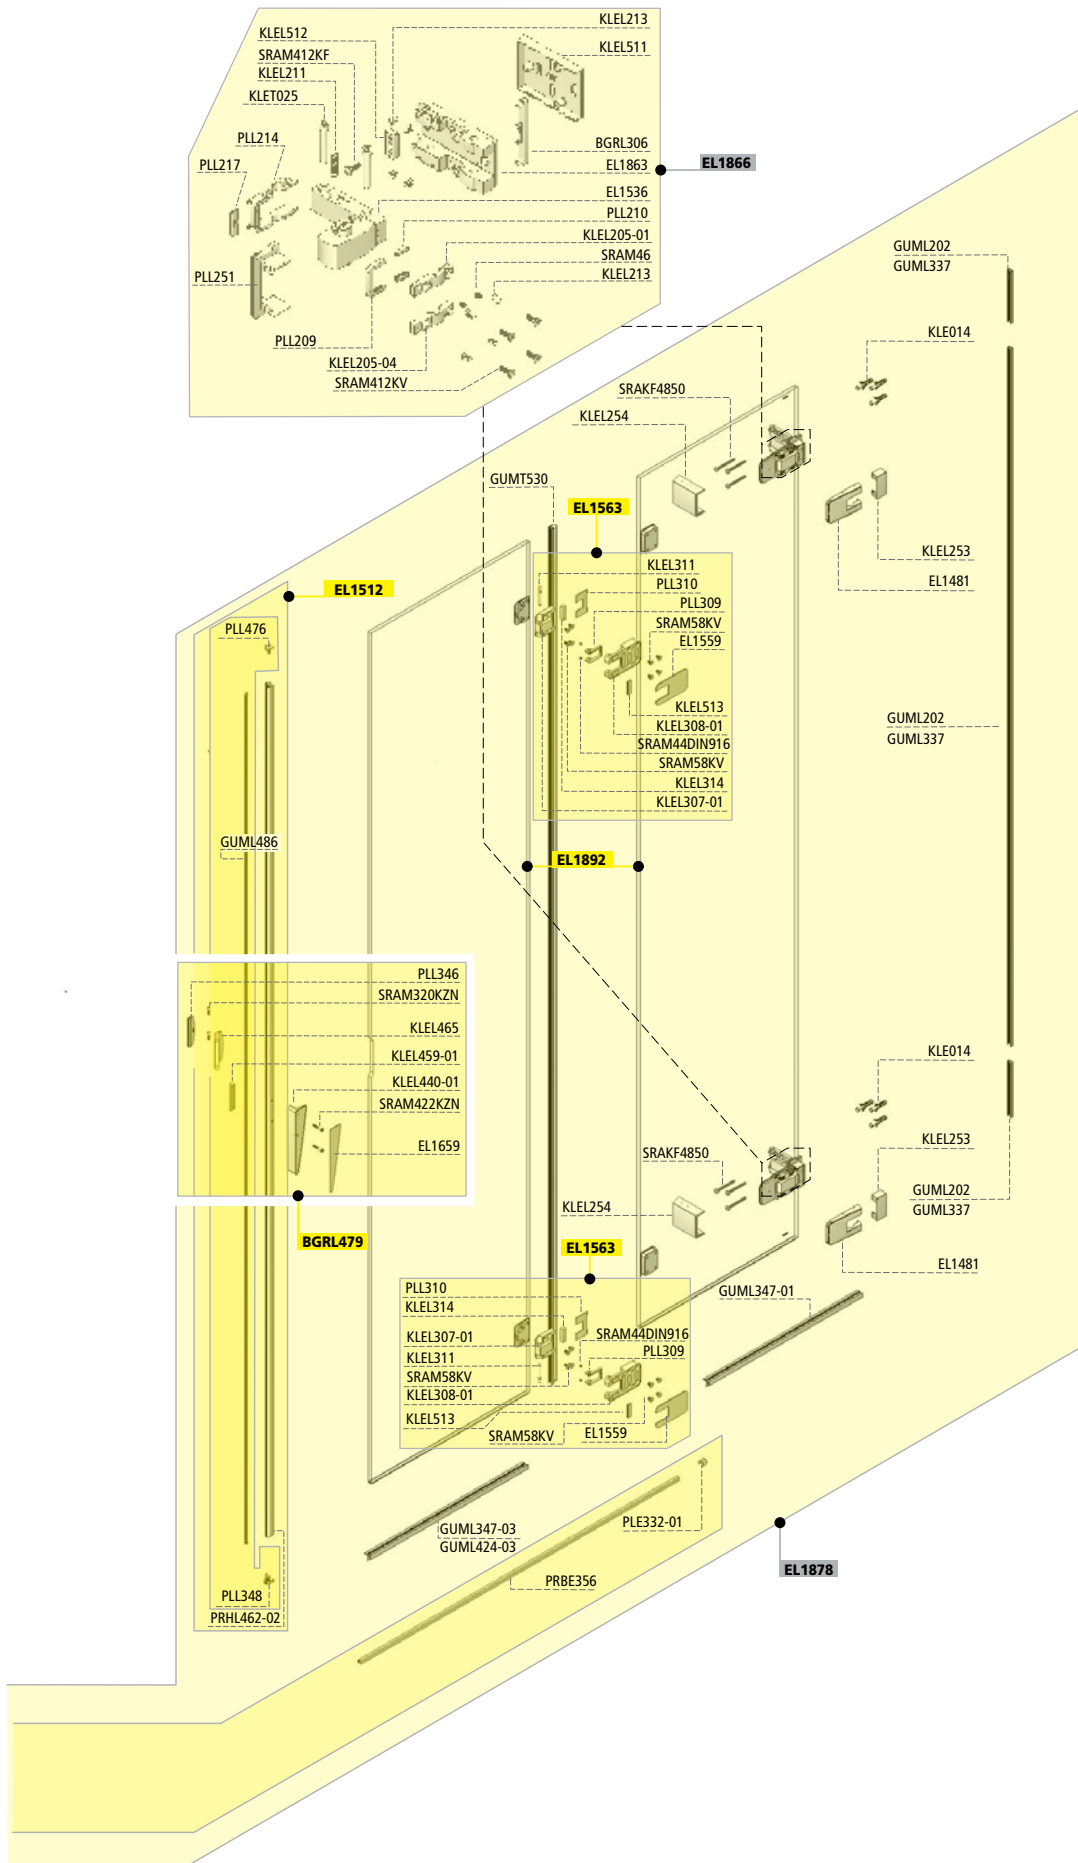 KLEL213
KLEL512
KLEL511
SRAM412KF
KLEL211
KLET025
PLL214
BGRL306
PLL217
EL1863
EL1866
EL1536
PLL210
KLEL205-01
SRAM46
PLL251
KLEL213
PLL209
KLEL205-04
SRAM412KV
GUML202
GUML337
KLE014
SRAKF4850
KLEL254
GUMT530
EL1563
KLEL253
KLEL311
EL1481
PLL310
EL1512
PLL309
SRAM58KV
PLL476
EL1559
KLEL513
KLEL308-01
GUML202
GUML337
SRAM44DIN916
SRAM58KV
KLEL314
KLEL307-01
GUML486
EL1892
PLL346
SRAM320KZN
KLEL465
KLEL459-01
KLE014
KLEL440-01
SRAM422KZN
EL1659
KLEL253
SRAKF4850
GUML202
GUML337
KLEL254
BGRL479
EL1563
EL1481
PLL310
GUML347-01
KLEL314
SRAM44DIN916
KLEL307-01
PLL309
KLEL311
SRAM58KV
KLEL308-01
KLEL513
SRAM58KV
EL1559
GUML347-03
GUML424-03
PLE332-01
EL1878
PRBE356
PLL348
PRHL462-02